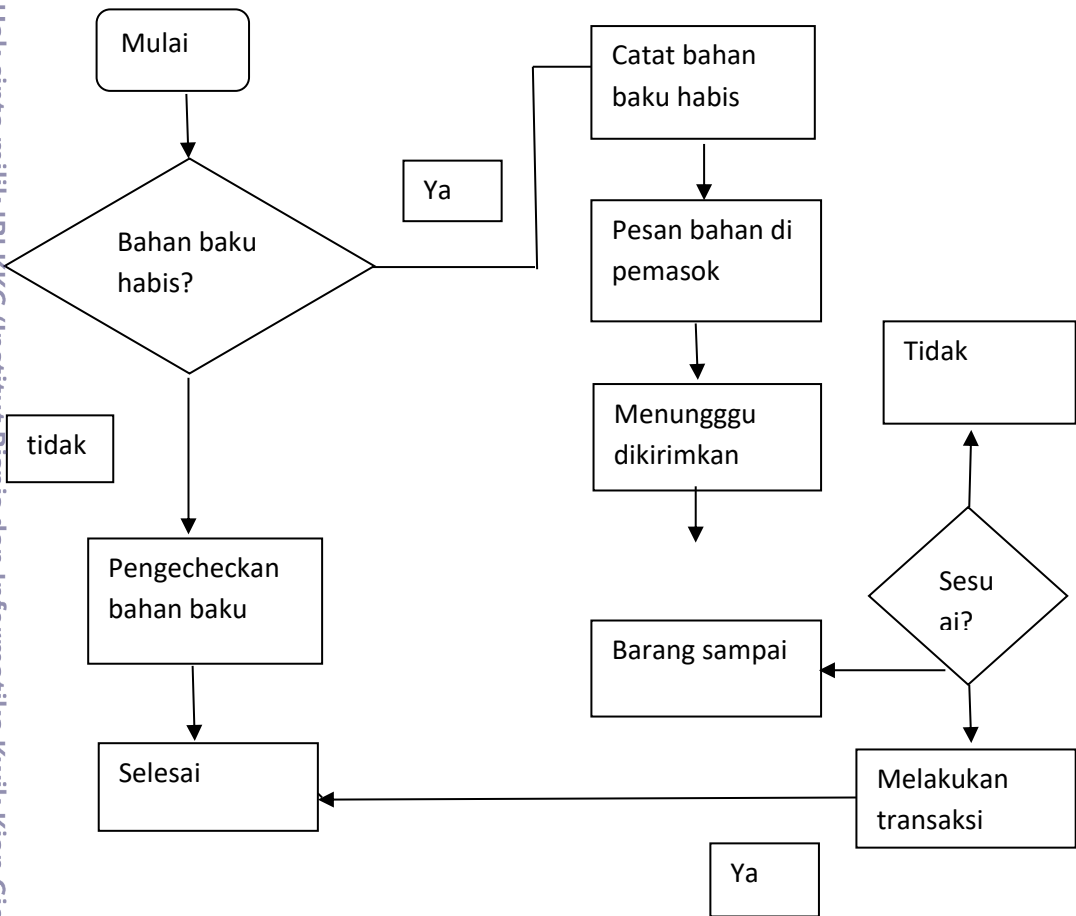 Mulai
Bahan baku
habis?
Ya
Catat bahan
baku habis
Pesan bahan di
pemasok
Menungggu
dikirimkan
Tidak
tidak
Sesu
ai?
Pengecheckan
bahan baku
Barang sampai
Selesai
Melakukan
transaksi
Ya